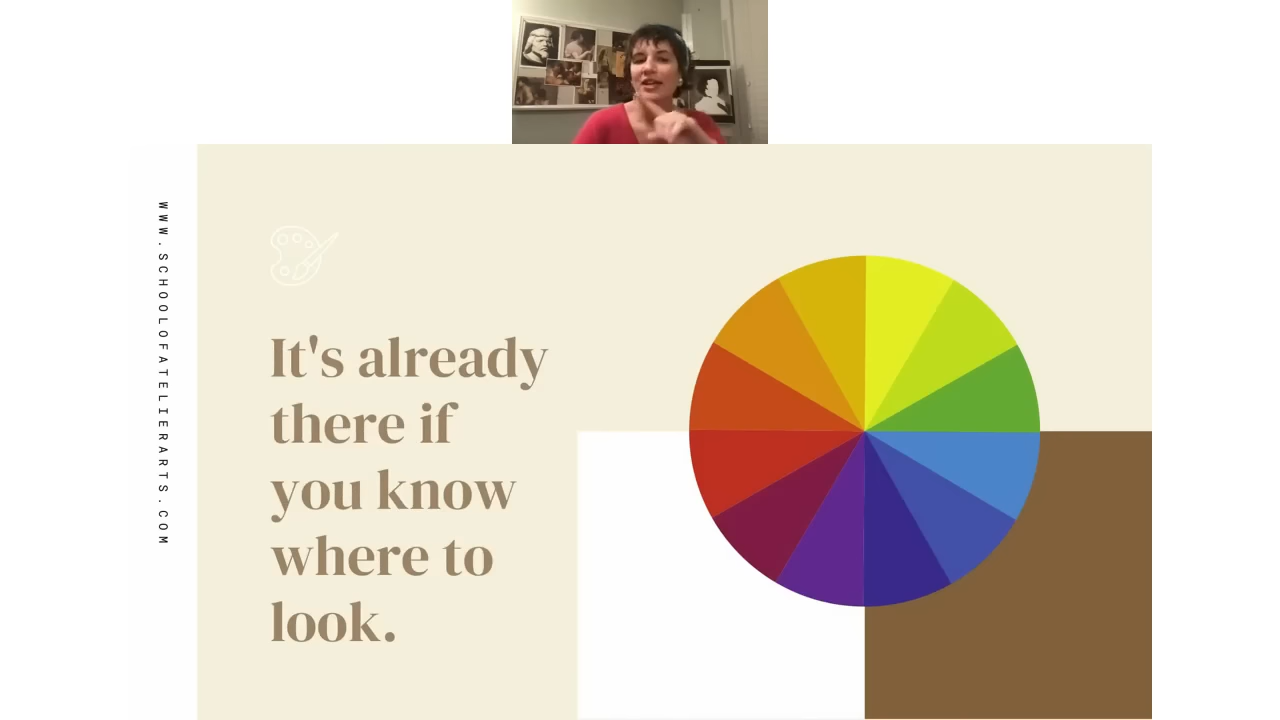 WWW.SCHOOLOFATELIERARTS.COM
It's already
there if
you know
where to
look.